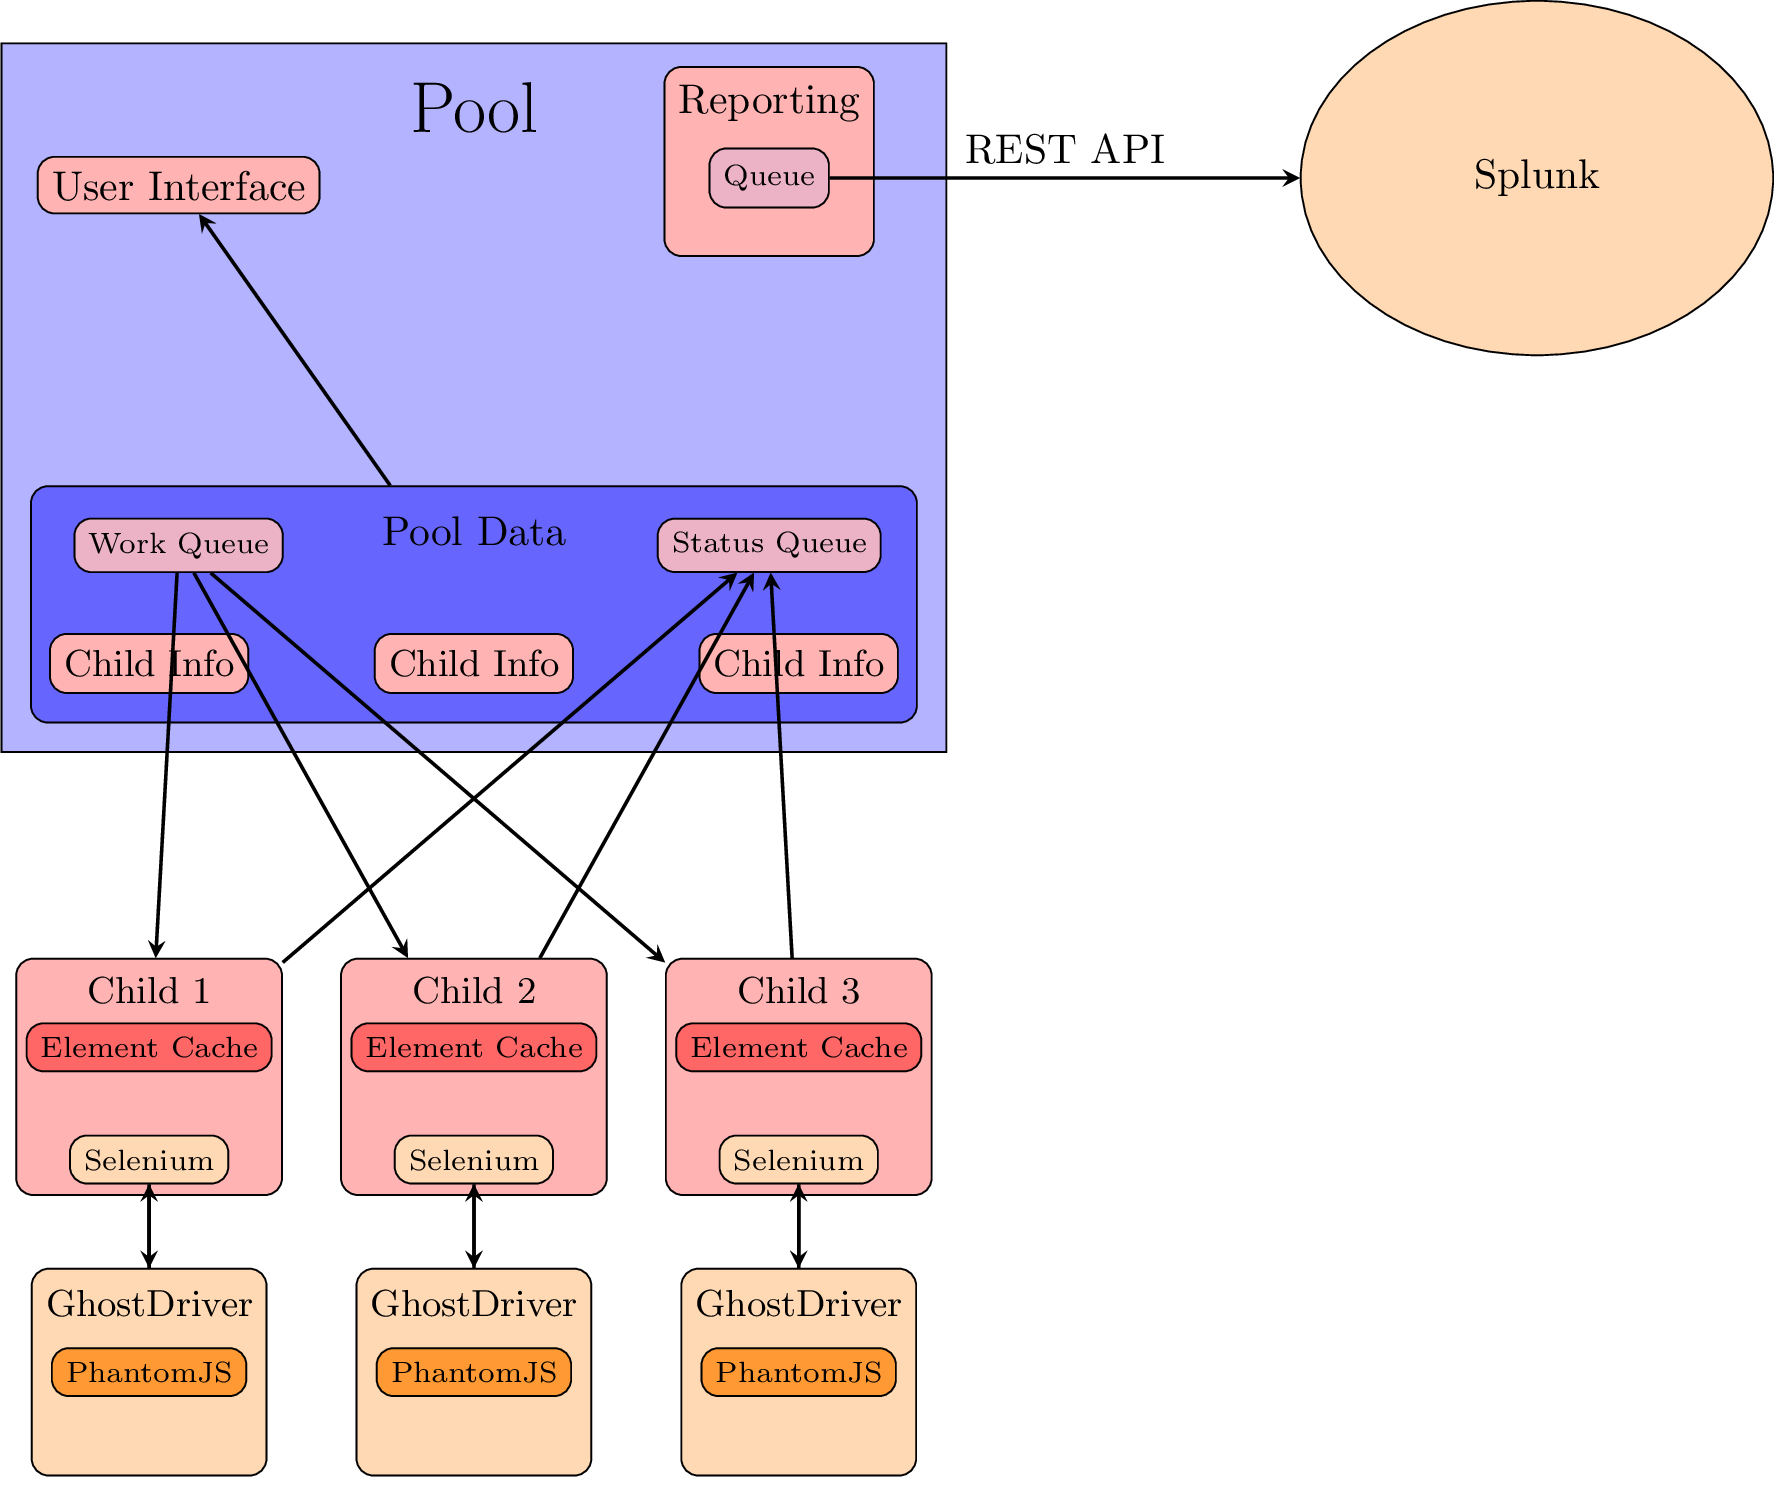 Pool
Reporting
REST API
Queue
Splunk
User Interface
Pool Data
Work Queue
Status Queue
Child Info
Child Info
Child Info
Child 1
Child 2
Child 3
Element Cache
Element Cache
Element Cache
Selenium
Selenium
Selenium
GhostDriver
GhostDriver
GhostDriver
PhantomJS
PhantomJS
PhantomJS